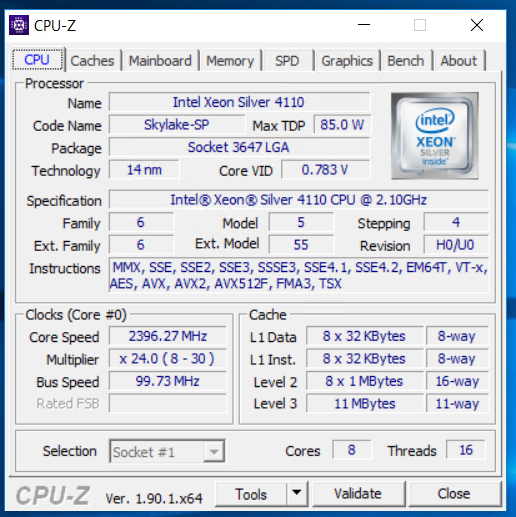 CPU-Z
CPU Caches Mainboard Memory SPD Graphics Bench About
Processor
Name Intel Xeon Silver 4110
Code Name Skylake-SP Max TDP 85.0 W
Package Socket 3647 LGA
Technology 14 nm Core VID 0.783 V
intel XEON SILVER inside™
Specification Intel® Xeon® Silver 4110 CPU @ 2.10GHz
Family 6 Model 5 Stepping 4
Ext. Family 6 Ext. Model 55 Revision H0/U0
Instructions MMX, SSE, SSE2, SSE3, SSSE3, SSE4.1, SSE4.2, EM64T, VT-x,
AES, AVX, AVX2, AVX512F, FMA3, TSX
Clocks (Core #0) Cache
Core Speed 2396.27 MHz L1 Data 8 x 32 KBytes 8-way
Multiplier x 24.0 ( 8 - 30 ) L1 Inst. 8 x 32 KBytes 8-way
Bus Speed 99.73 MHz Level 2 8 x 1 MBytes 16-way
Rated FSB Level 3 11 MBytes 11-way
Selection Socket #1 Cores 8 Threads 16
CPU-Z Ver. 1.90.1.x64 Tools Validate Close